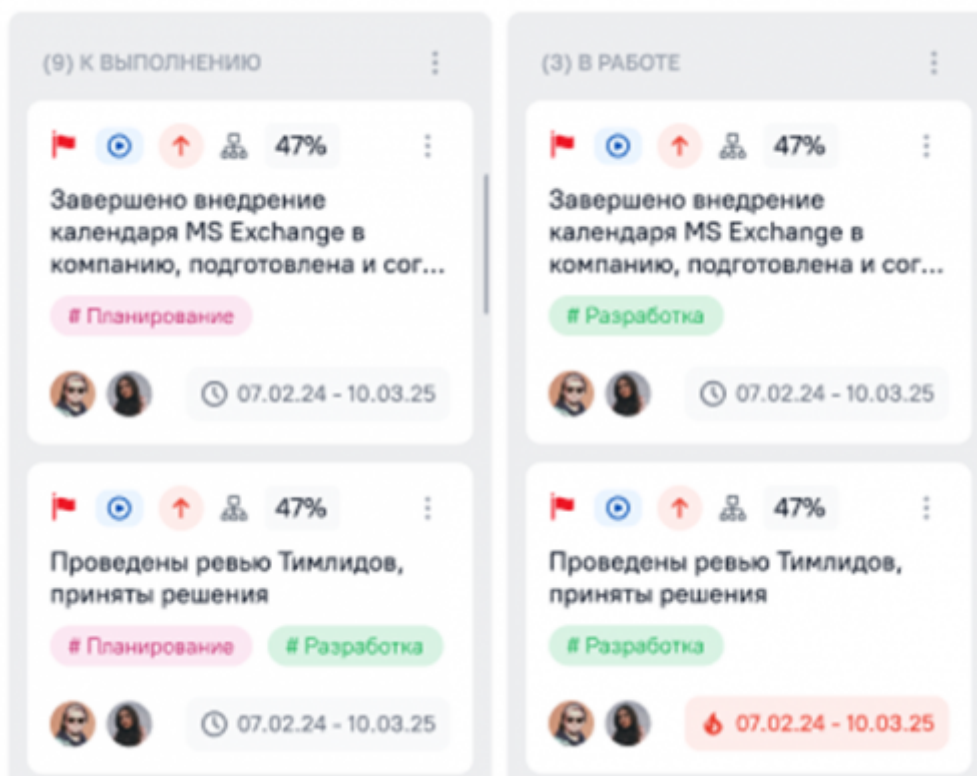 (9) К ВЫПОЛНЕНИЮ
47%
Завершено внедрение
календаря MS Exchange в
компанию, подготовлена и сог...
# Планирование
07.02.24 - 10.03.25
47%
Проведены ревью Тимлидов,
приняты решения
# Планирование # Разработка
07.02.24 - 10.03.25
(3) В РАБОТЕ
47%
Завершено внедрение
календаря MS Exchange в
компанию, подготовлена и сог...
# Разработка
07.02.24 - 10.03.25
47%
Проведены ревью Тимлидов,
приняты решения
# Разработка
07.02.24 - 10.03.25